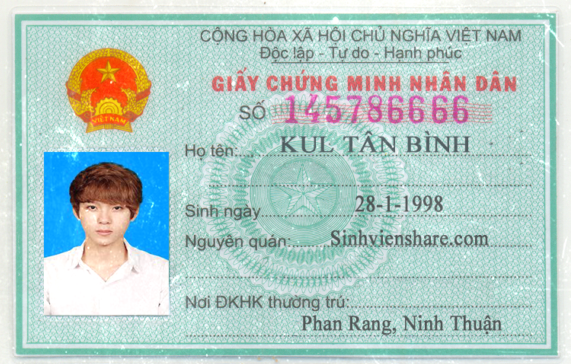 CỘNG HÒA XÃ HỘI CHỦ NGHĨA VIỆT NAM
Độc lập - Tự do - Hạnh phúc
GIẤY CHỨNG MINH NHÂN DÂN
SỐ 145786666
VIỆT NAM
Họ tên: KUL TÂN BÌNH
Sinh ngày 28-1-1998
Nguyên quán: Sinhvienshare.com
Nơi ĐKHK thường trú:
Phan Rang, Ninh Thuận